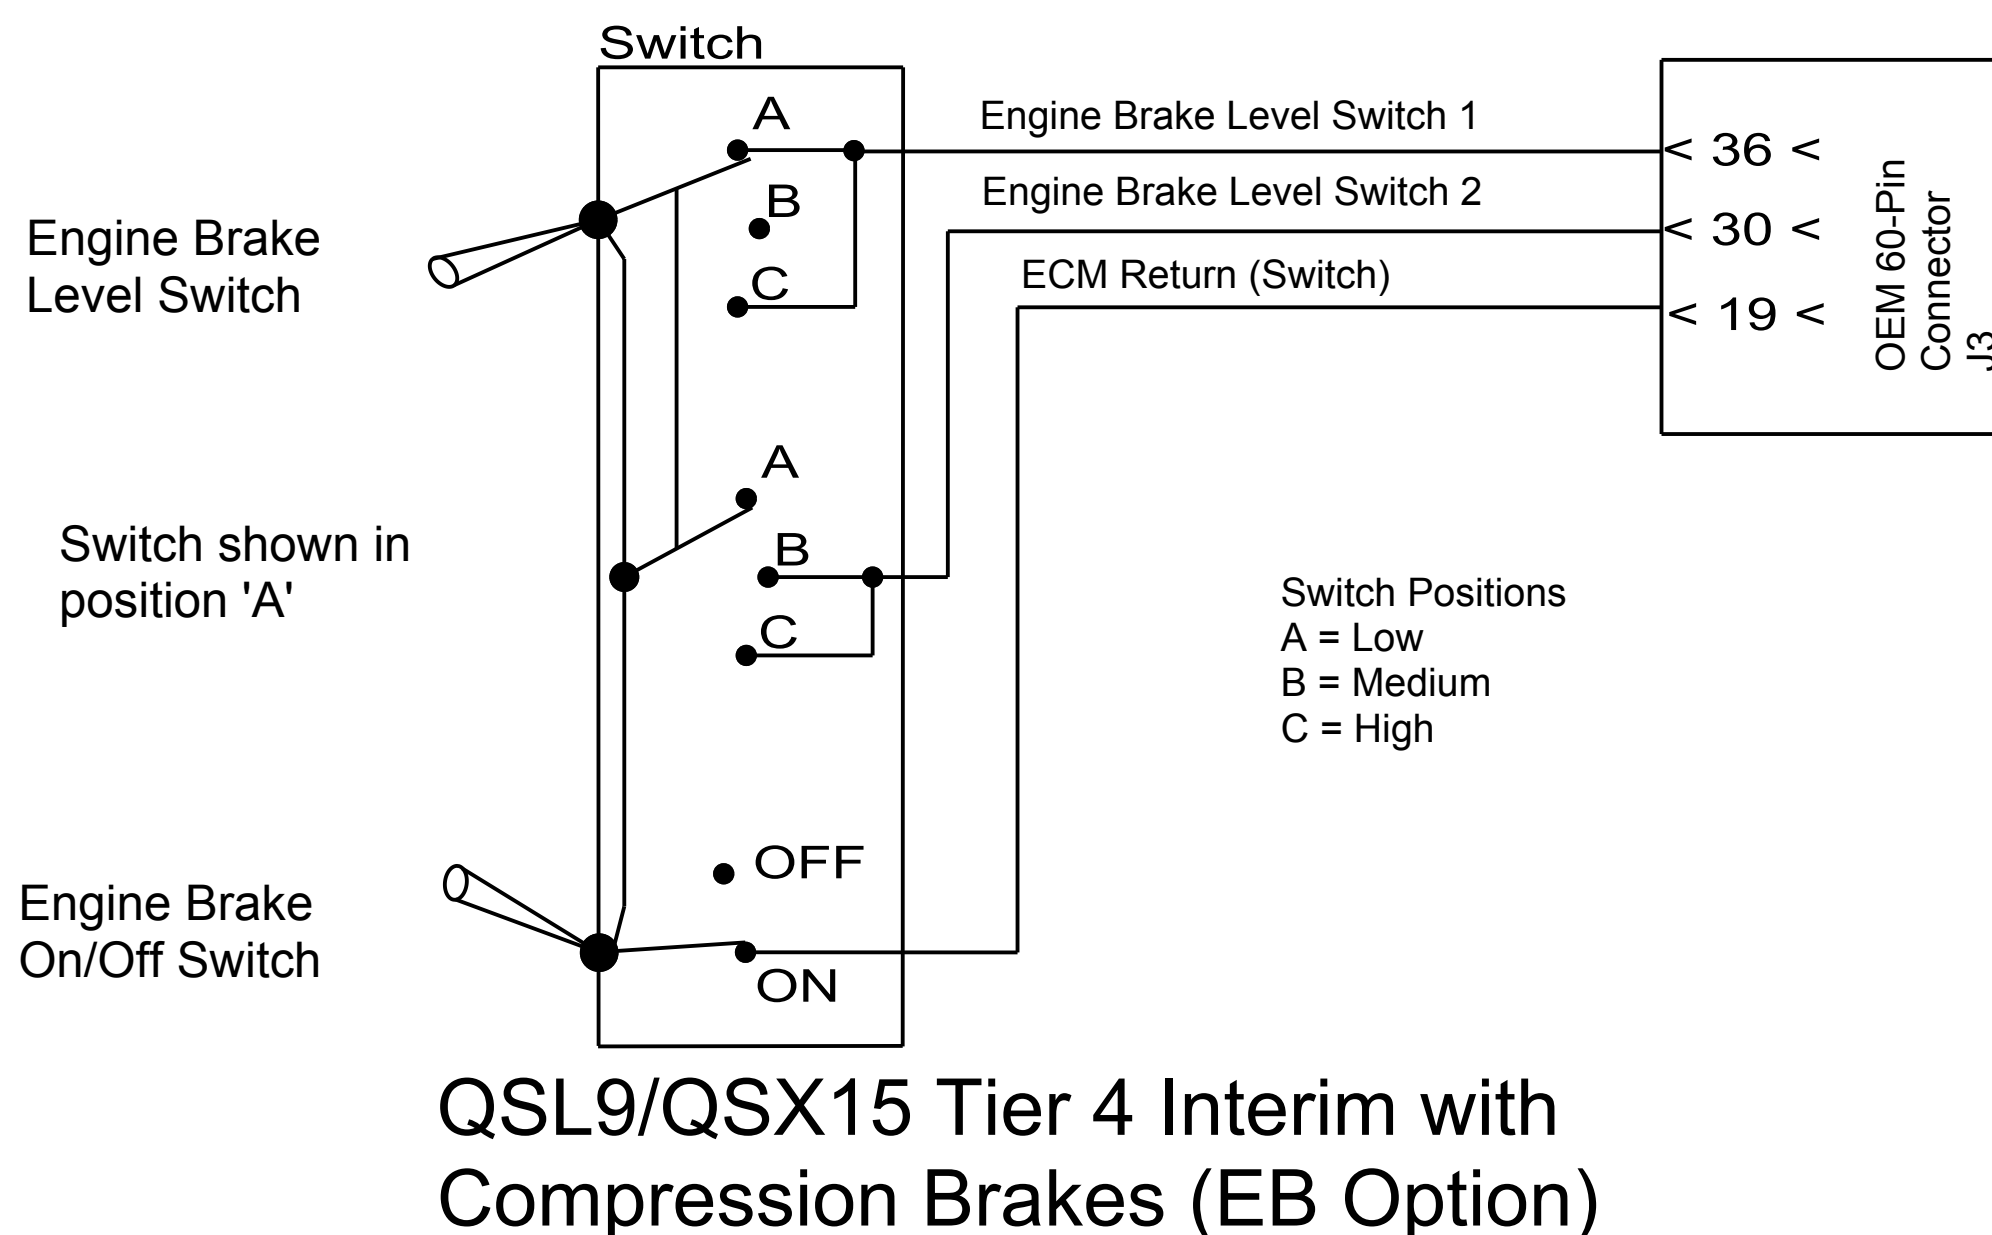 Switch
A
Engine Brake Level Switch 1
< 36 <
B
Engine Brake Level Switch 2
< 30 <
Engine Brake
Level Switch
C
ECM Return (Switch)
< 19 <
OEM 60-Pin
Connector
J3
A
Switch shown in
position 'A'
B
C
Switch Positions
A = Low
B = Medium
C = High
OFF
Engine Brake
On/Off Switch
ON
QSL9/QSX15 Tier 4 Interim with
Compression Brakes (EB Option)